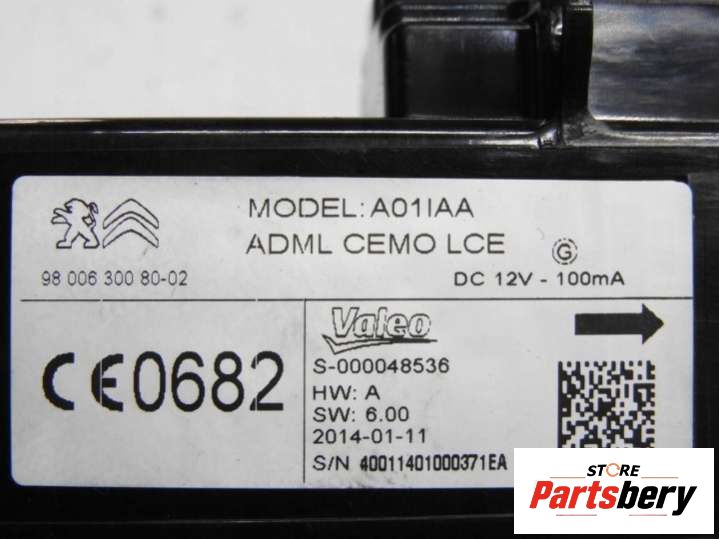 MODEL: A01IAA
ADML CEMO LCE
G
98 006 300 80-02
DC 12V - 100mA
CE0682
Valeo
S-000048536
HW: A
SW: 6.00
2014-01-11
S/N 40011401000371EA
STORE
Partsbery